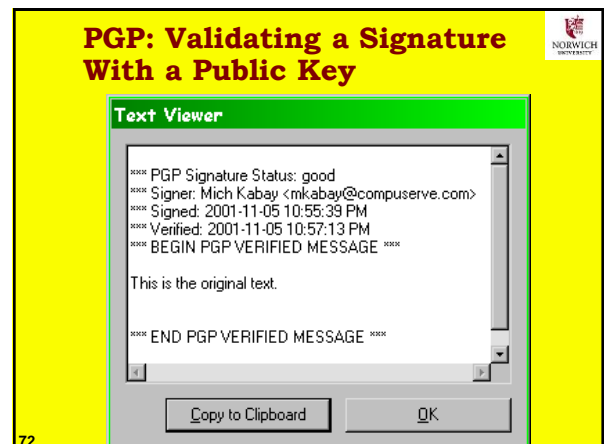 PGP: Validating a Signature
With a Public Key
NORWICH
UNIVERSITY
Text Viewer
*** PGP Signature Status: good
*** Signer: Mich Kabay <mkabay@compuserve.com>
*** Signed: 2001-11-05 10:55:39 PM
*** Verified: 2001-11-05 10:57:13 PM
*** BEGIN PGP VERIFIED MESSAGE ***
This is the original text.
*** END PGP VERIFIED MESSAGE ***
Copy to Clipboard
OK
72